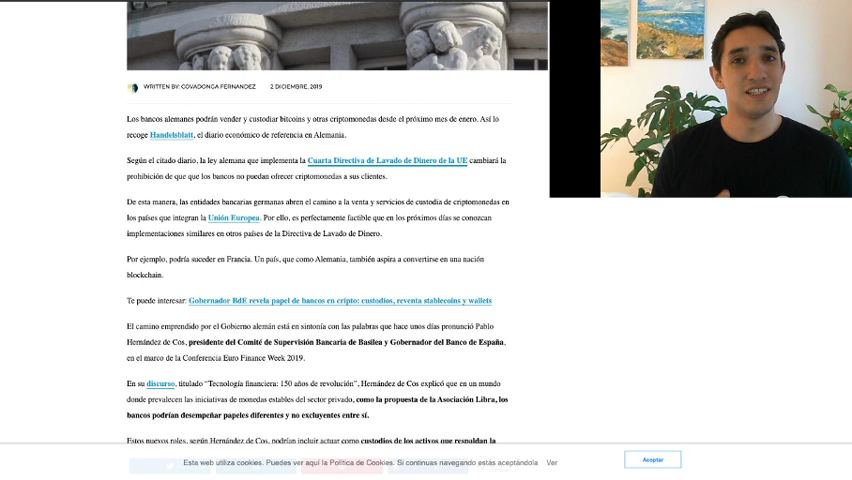 WRITTEN BY: COVADONGA FERNANDEZ 2 DICIEMBRE, 2019
Los bancos alemanes podrán vender y custodiar bitcoins y otras criptomonedas desde el próximo mes de enero. Así lo
recoge Handelsblatt, el diario económico de referencia en Alemania.
Según el citado diario, la ley alemana que implementa la Cuarta Directiva de Lavado de Dinero de la UE cambiará la
prohibición de que que los bancos no puedan ofrecer criptomonedas a sus clientes.
De esta manera, las entidades bancarias germanas abren el camino a la venta y servicios de custodia de criptomonedas en
los países que integran la Unión Europea. Por ello, es perfectamente factible que en los próximos días se conozcan
implementaciones similares en otros países de la Directiva de Lavado de Dinero.
Por ejemplo, podría suceder en Francia. Un país, que como Alemania, también aspira a convertirse en una nación
blockchain.
Te puede interesar: Gobernador BdE revela papel de bancos en cripto: custodios, reventa stablecoins y wallets
El camino emprendido por el Gobierno alemán está en sintonía con las palabras que hace unos días pronunció Pablo
Hernández de Cos, presidente del Comité de Supervisión Bancaria de Basilea y Gobernador del Banco de España,
en el marco de la Conferencia Euro Finance Week 2019.
En su discurso, titulado “Tecnología financiera: 150 años de revolución”, Hernández de Cos explicó que en un mundo
donde prevalecen las iniciativas de monedas estables del sector privado, como la propuesta de la Asociación Libra, los
bancos podrían desempeñar papeles diferentes y no excluyentes entre sí.
Estos nuevos roles, según Hernández de Cos, podrían incluir actuar como custodios de los activos que respaldan la
Esta web utiliza cookies. Puedes ver aquí la Política de Cookies. Si continuas navegando estás aceptándola Ver
Aceptar